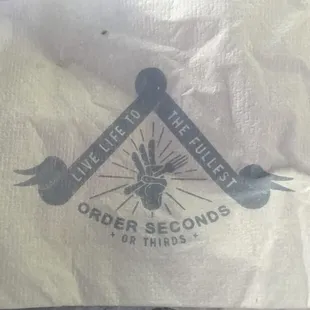 LIVE LIFE TO
THE FULLEST
ORDER SECONDS
+ OR THIRDS +